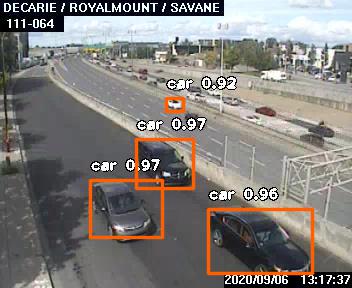 DECARIE / ROYALMOUNT / SAVANE
111-064
car 0.92
car 0.97
car 0.97
car 0.96
2020/09/06 13:17:37